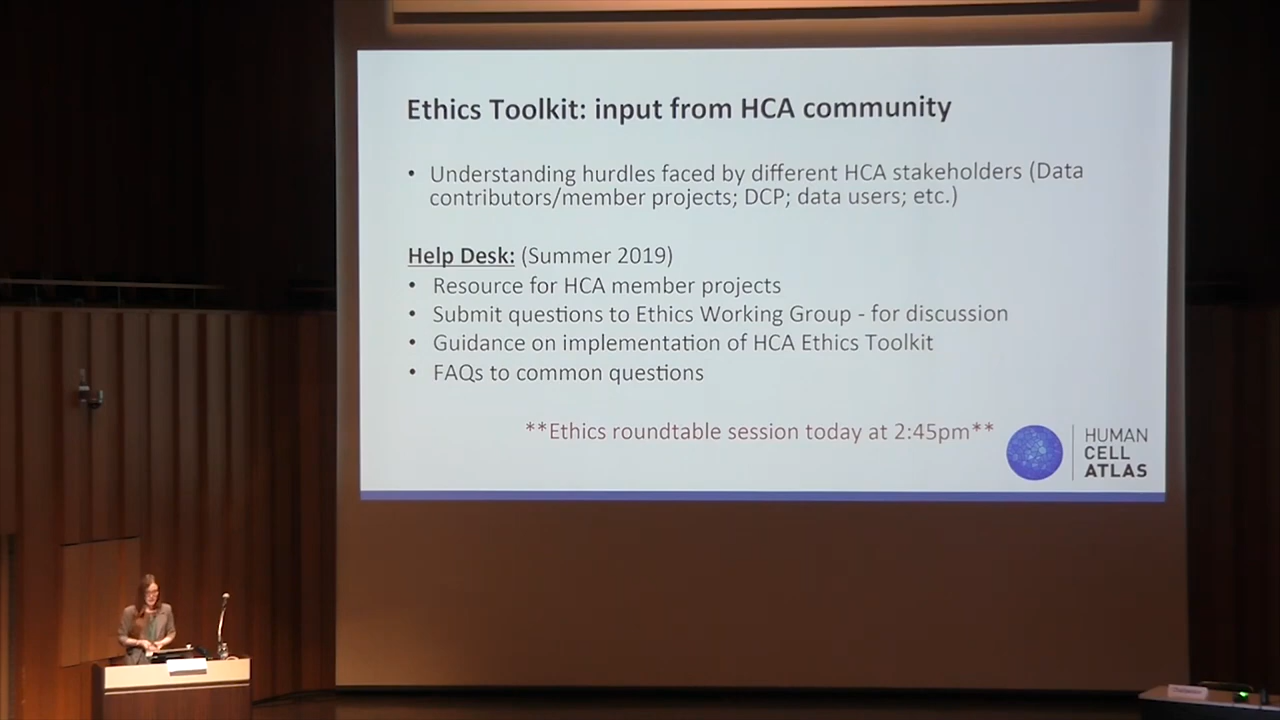 Ethics Toolkit: input from HCA community
• Understanding hurdles faced by different HCA stakeholders (Data
contributors/member projects; DCP; data users; etc.)
Help Desk: (Summer 2019)
• Resource for HCA member projects
• Submit questions to Ethics Working Group - for discussion
• Guidance on implementation of HCA Ethics Toolkit
• FAQs to common questions
**Ethics roundtable session today at 2:45pm**
HUMAN
CELL
ATLAS